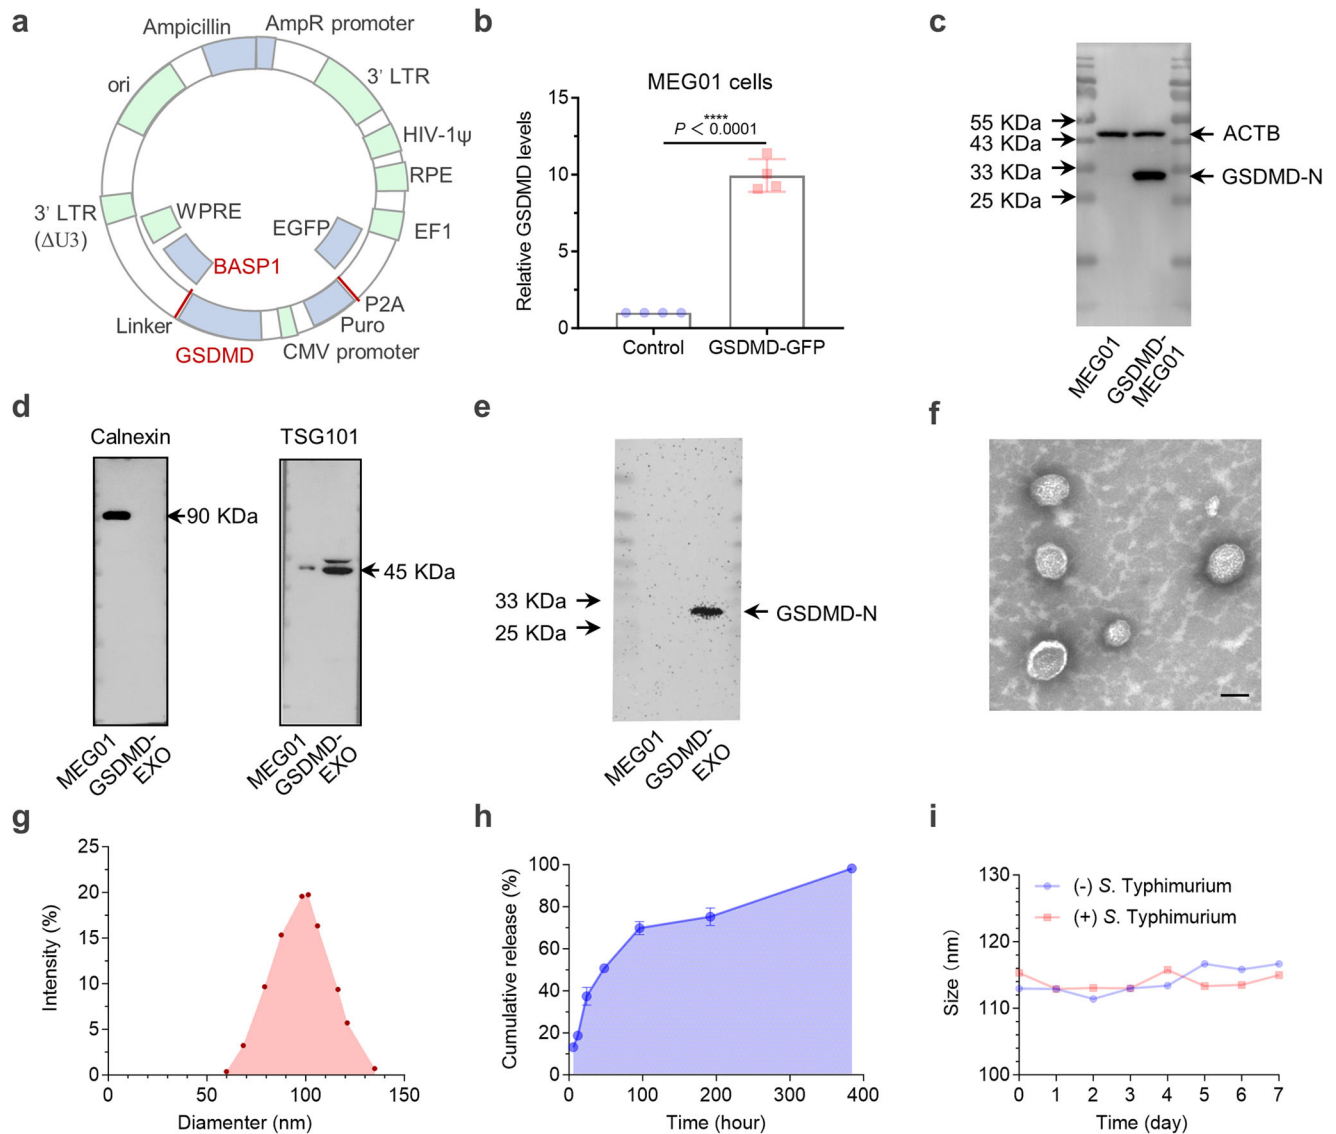 a
Ampicillin
AmpR promoter
ori
3' LTR
HIV-1ψ
RPE
3' LTR
(ΔU3)
WPRE
EGFP
EF1
BASP1
Linker
P2A
Puro
GSDMD
CMV promoter
b
MEG01 cells
15
10
5
0
Relative GSDMD levels
****
P < 0.0001
Control
GSDMD-GFP
c
55 KDa
43 KDa
33 KDa
25 KDa
ACTB
GSDMD-N
MEG01
GSDMD-
MEG01
d
Calnexin
TSG101
90 KDa
45 KDa
MEG01
GSDMD-
EXO
MEG01
GSDMD-
EXO
e
33 KDa
25 KDa
GSDMD-N
MEG01
GSDMD-
EXO
f
g
25
20
15
10
5
0
Intensity (%)
0 50 100 150
Diamenter (nm)
h
100
80
60
40
20
0
Cumulative release (%)
0 100 200 300 400
Time (hour)
i
130
120
110
100
Size (nm)
(-) S. Typhimurium
(+) S. Typhimurium
0 1 2 3 4 5 6 7
Time (day)